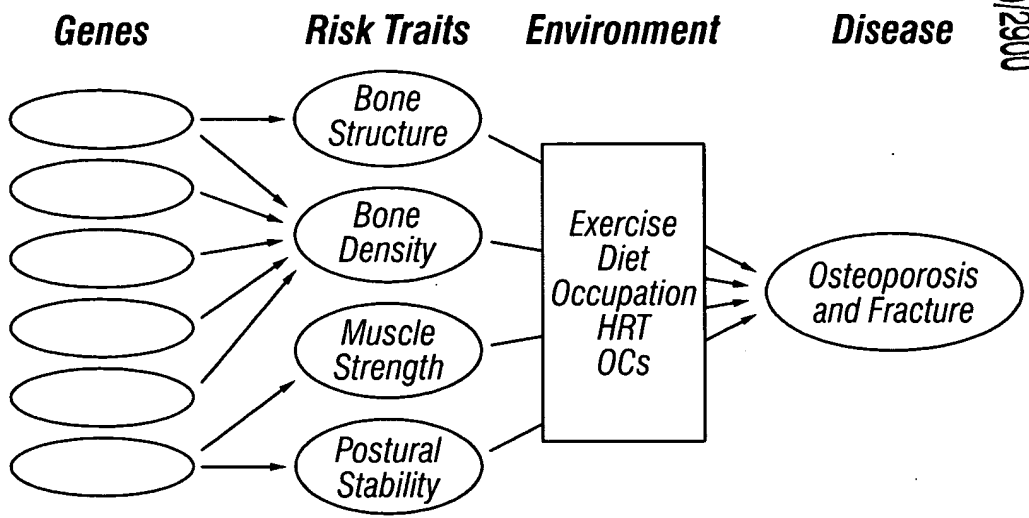 Genes Risk Traits Environment Disease
Bone
Structure
Bone
Density
Muscle
Strength
Postural
Stability
Exercise
Diet
Occupation
HRT
OCs
Osteoporosis
and Fracture
/2900